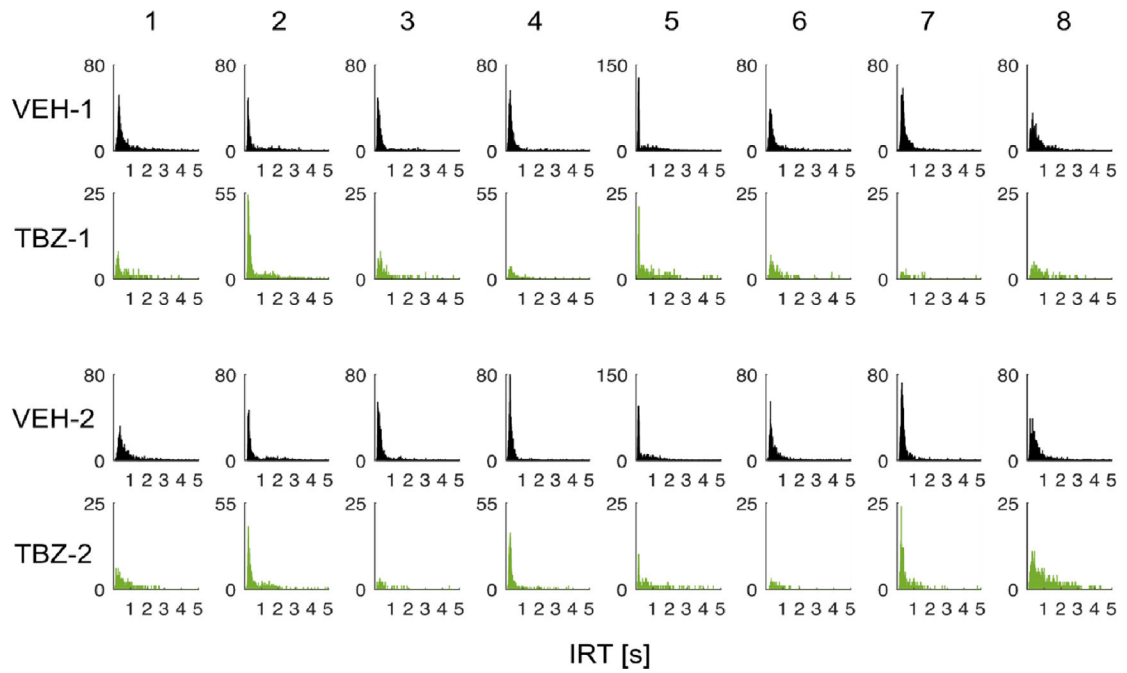 1 2 3 4 5 6 7 8
VEH-1
80 80 80 80 150 80 80 80
0 0 0 0 0 0 0 0
1 2 3 4 5 1 2 3 4 5 1 2 3 4 5 1 2 3 4 5 1 2 3 4 5 1 2 3 4 5 1 2 3 4 5 1 2 3 4 5
TBZ-1
25 55 25 55 25 25 25 25
0 0 0 0 0 0 0 0
1 2 3 4 5 1 2 3 4 5 1 2 3 4 5 1 2 3 4 5 1 2 3 4 5 1 2 3 4 5 1 2 3 4 5 1 2 3 4 5
VEH-2
80 80 80 80 150 80 80 80
0 0 0 0 0 0 0 0
1 2 3 4 5 1 2 3 4 5 1 2 3 4 5 1 2 3 4 5 1 2 3 4 5 1 2 3 4 5 1 2 3 4 5 1 2 3 4 5
TBZ-2
25 55 25 55 25 25 25 25
0 0 0 0 0 0 0 0
1 2 3 4 5 1 2 3 4 5 1 2 3 4 5 1 2 3 4 5 1 2 3 4 5 1 2 3 4 5 1 2 3 4 5 1 2 3 4 5
IRT [s]